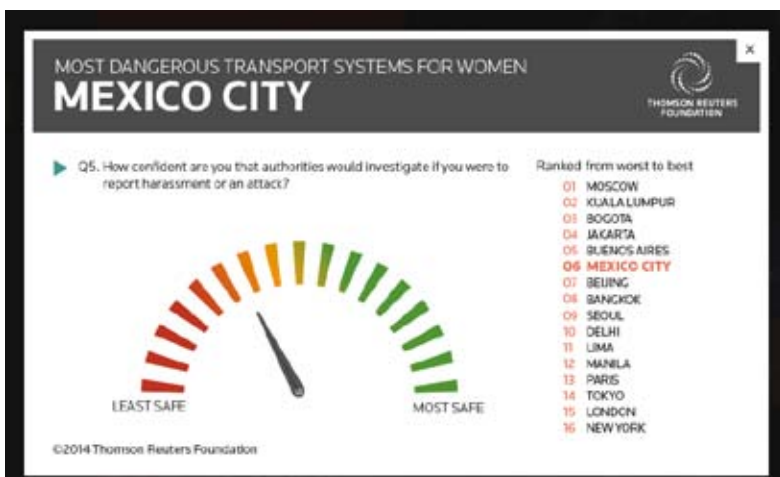 MOST DANGEROUS TRANSPORT SYSTEMS FOR WOMEN
MEXICO CITY
X
THOMSON REUTERS
FOUNDATION
Q5. How confident are you that authorities would investigate if you were to
report harassment or an attack?
LEAST SAFE
MOST SAFE
Ranked from worst to best
01 MOSCOW
02 KUALA LUMPUR
03 BOGOTA
04 JAKARTA
05 BUENOS AIRES
06 MEXICO CITY
07 BEIJING
08 BANGKOK
09 SEOUL
10 DELHI
11 LIMA
12 MANILA
13 PARIS
14 TOKYO
15 LONDON
16 NEW YORK
©2014 Thomson Reuters Foundation